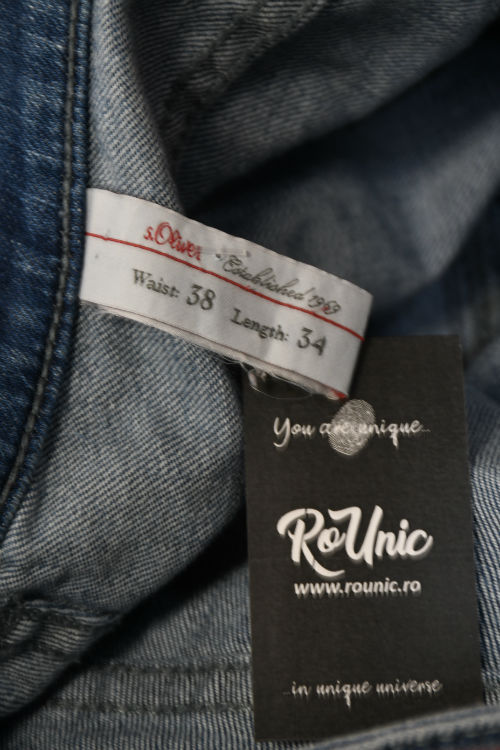 s.Oliver Established 1969
Waist: 38 Length: 34
You are unique...
RoUnic
www.rounic.ro
...in unique universe